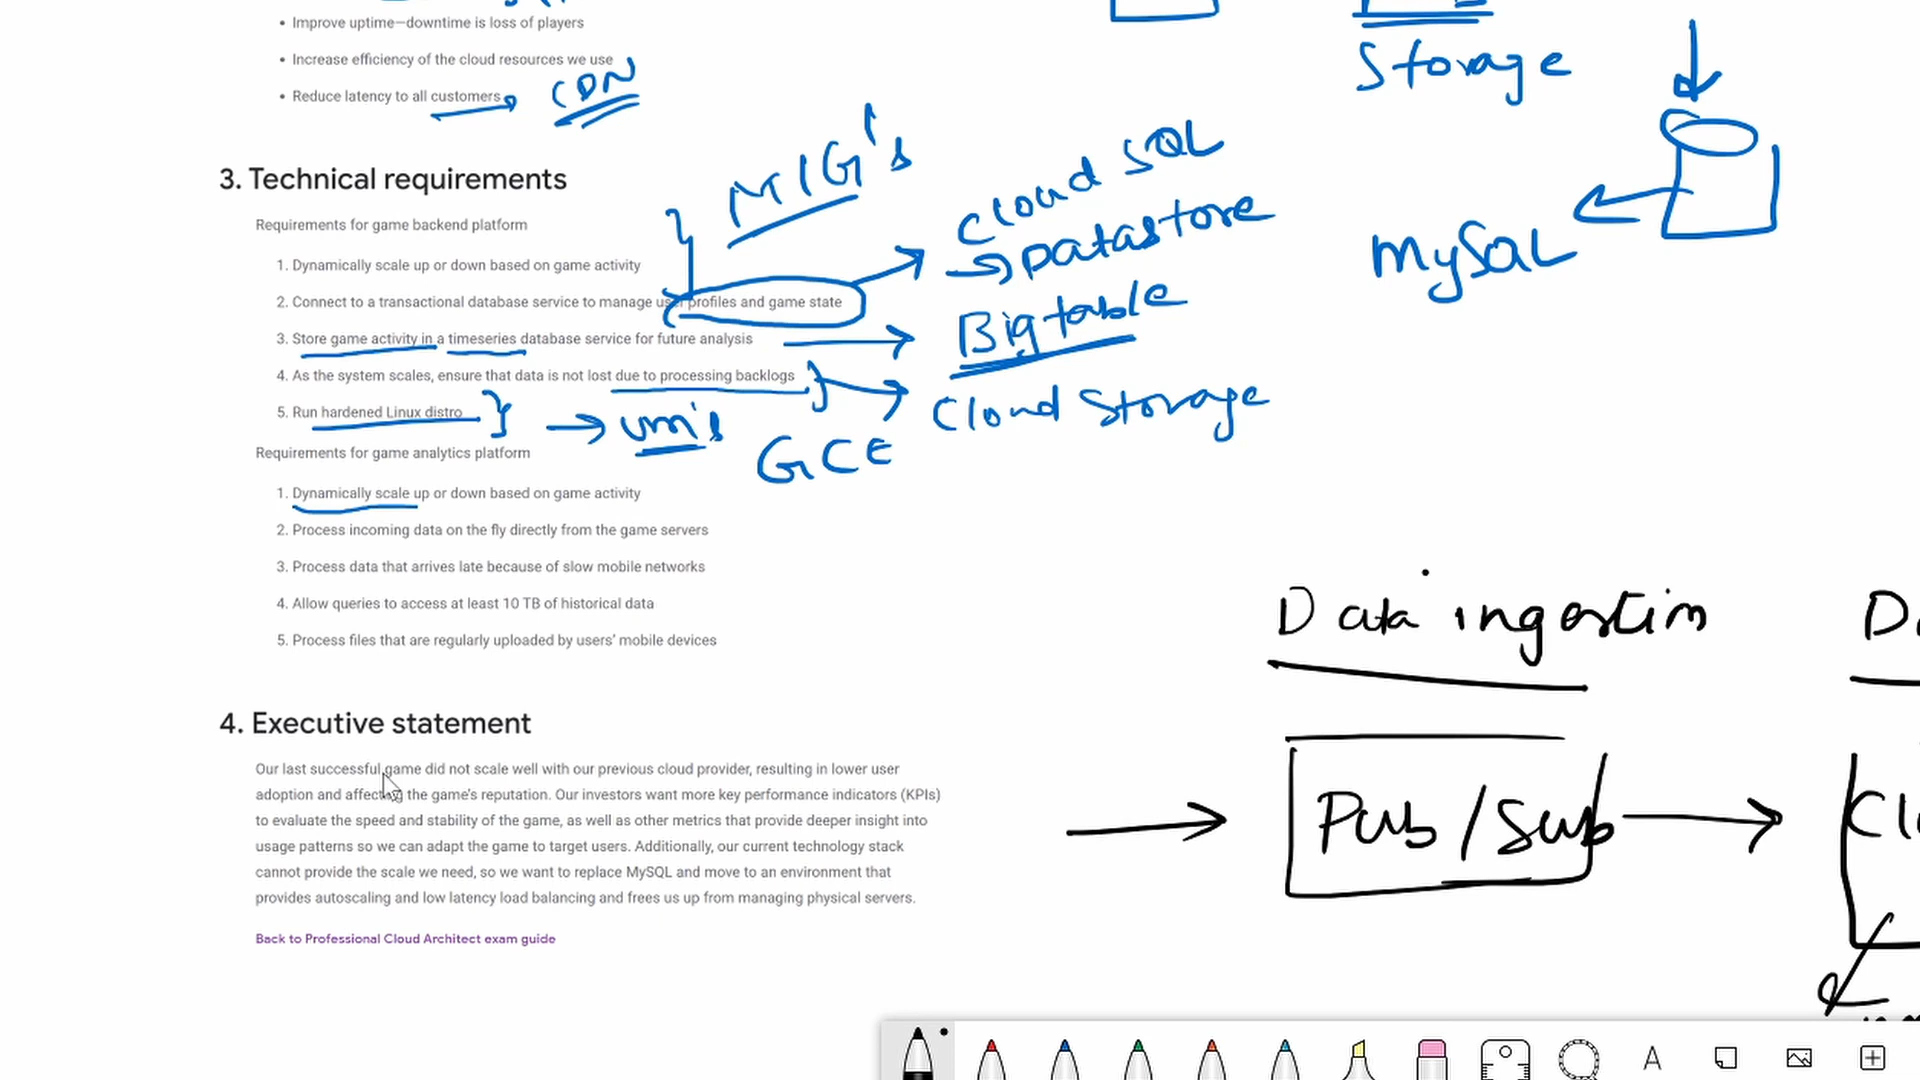 • Improve uptime—downtime is loss of players
• Increase efficiency of the cloud resources we use
• Reduce latency to all customers
CDN
Storage
3. Technical requirements
MIG's
Requirements for game backend platform
1. Dynamically scale up or down based on game activity
2. Connect to a transactional database service to manage user profiles and game state
3. Store game activity in a timeseries database service for future analysis
4. As the system scales, ensure that data is not lost due to processing backlogs
5. Run hardened Linux distro
Cloud SQL
Datastore
Bigtable
Cloud Storage
MySQL
VM's
GCE
Requirements for game analytics platform
1. Dynamically scale up or down based on game activity
2. Process incoming data on the fly directly from the game servers
3. Process data that arrives late because of slow mobile networks
4. Allow queries to access at least 10 TB of historical data
5. Process files that are regularly uploaded by users’ mobile devices
Data ingestion
D
4. Executive statement
Our last successful game did not scale well with our previous cloud provider, resulting in lower user
adoption and affecting the game's reputation. Our investors want more key performance indicators (KPIs)
to evaluate the speed and stability of the game, as well as other metrics that provide deeper insight into
usage patterns so we can adapt the game to target users. Additionally, our current technology stack
cannot provide the scale we need, so we want to replace MySQL and move to an environment that
provides autoscaling and low latency load balancing and frees us up from managing physical servers.
Back to Professional Cloud Architect exam guide
Pub/Sub
Cl
A